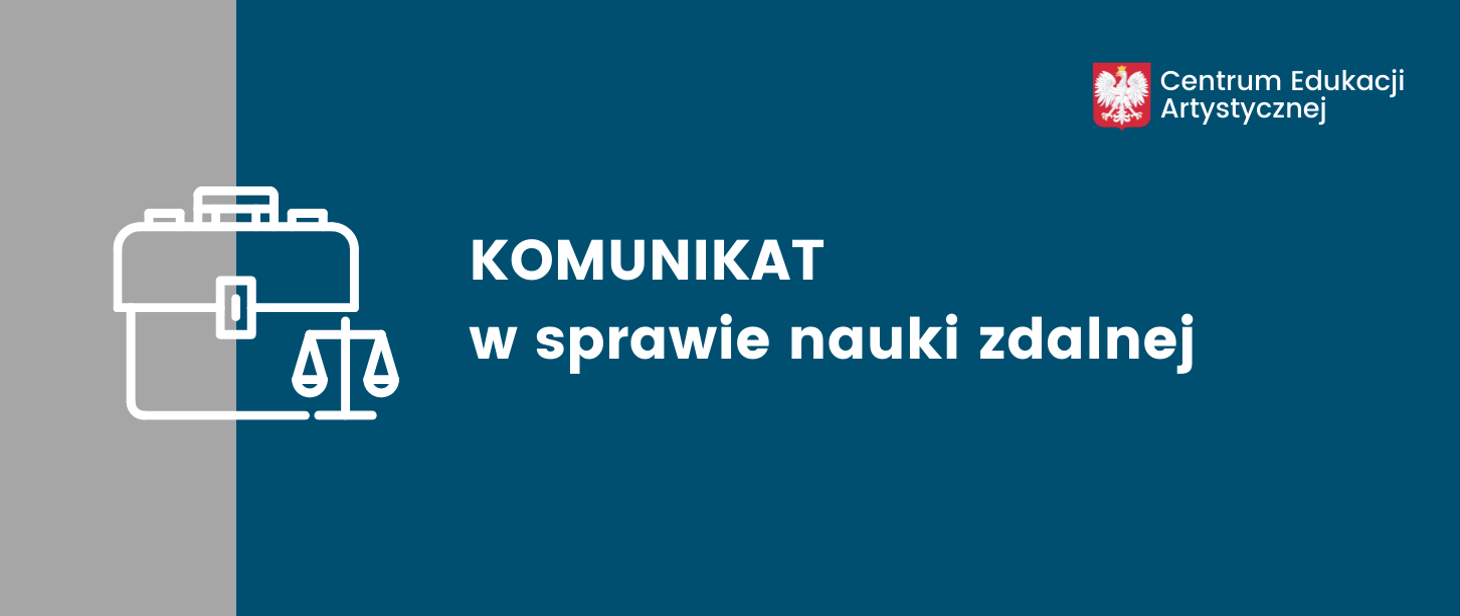 Centrum Edukacji
Artystycznej
KOMUNIKAT
w sprawie nauki zdalnej